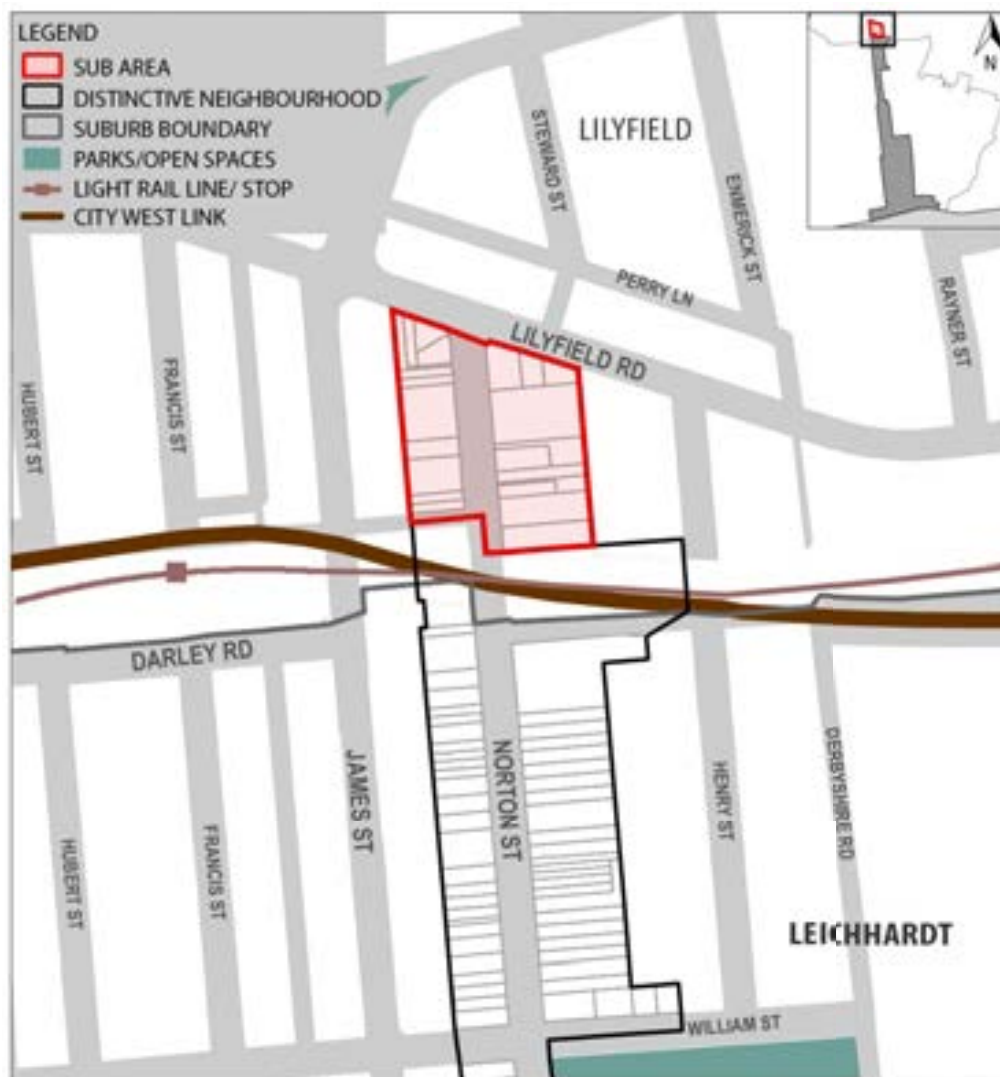 LEGEND
SUB AREA
DISTINCTIVE NEIGHBOURHOOD
SUBURB BOUNDARY
PARKS/OPEN SPACES
LIGHT RAIL LINE/ STOP
CITY WEST LINK
N
LILYFIELD
STEWARD ST
ENMERICK ST
PERRY LN
RAYNER ST
LILYFIELD RD
HUBERT ST
FRANCIS ST
DARLEY RD
JAMES ST
NORTON ST
HENRY ST
DERBYSHIRE RD
HUBERT ST
FRANCIS ST
LEICHHARDT
WILLIAM ST